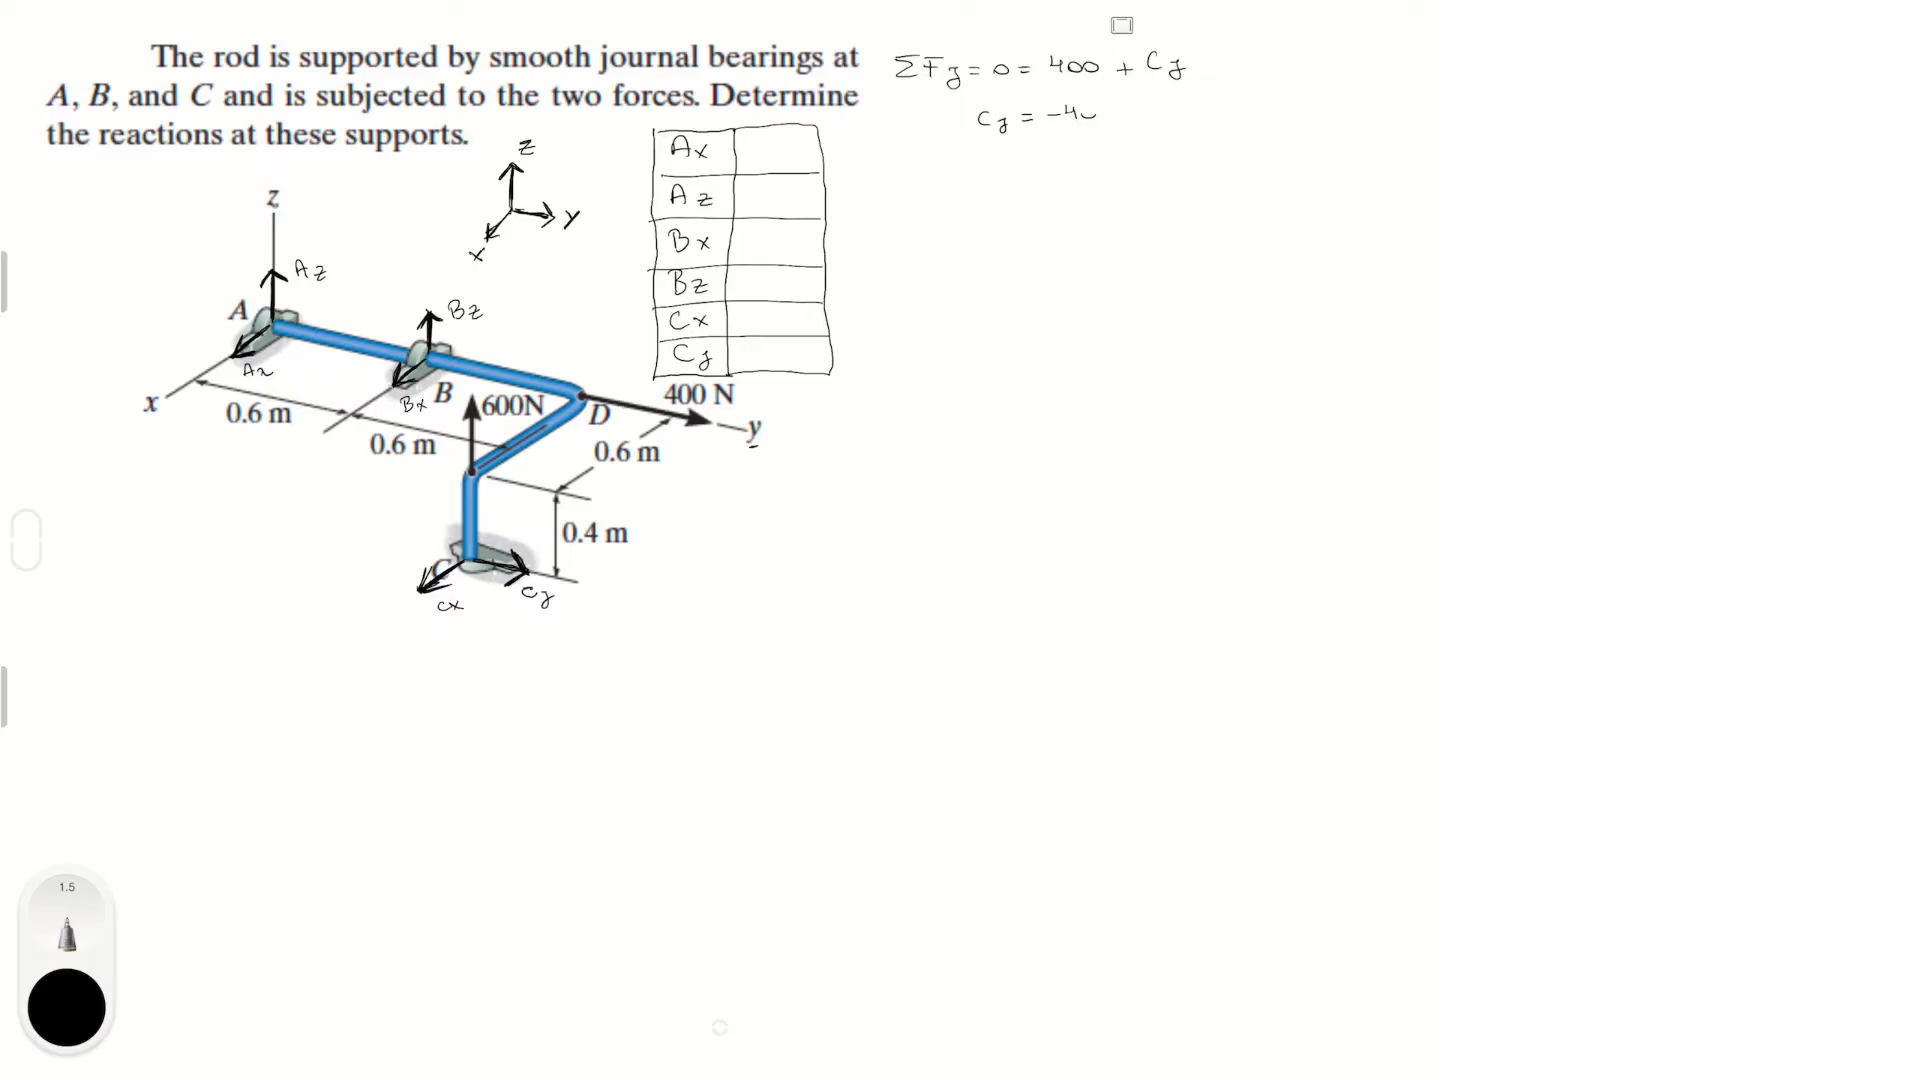 The rod is supported by smooth journal bearings at
A, B, and C and is subjected to the two forces. Determine
the reactions at these supports.
ΣFy = 0 = 400 + Cy
Cy = -40
z
y
x
Ax
Az
Bx
Bz
Cx
Cy
z
Az
A
Ax
x
0.6 m
Bz
B
Bx
0.6 m
600N
D
400 N
y
0.6 m
0.4 m
C
Cx
Cy
1.5